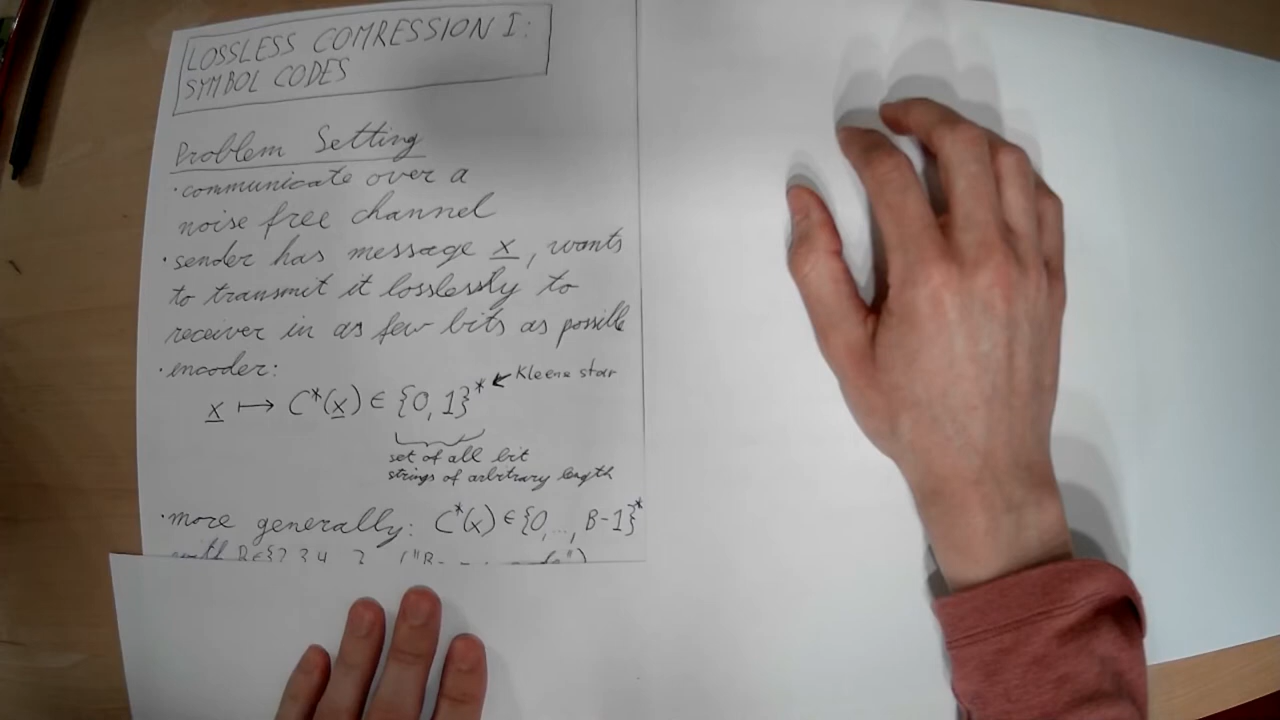 LOSSLESS COMRESSION I:
SYMBOL CODES
Problem Setting
· communicate over a
noise free channel
· sender has message x, wants
to transmit it losslessly to
receiver in as few bits as possible
· encoder:
x ↦ C*(x) ∈ {0, 1}* ← Kleene star
set of all bit
strings of arbitrary length
· more generally: C*(x) ∈ {0, ..., B-1}*